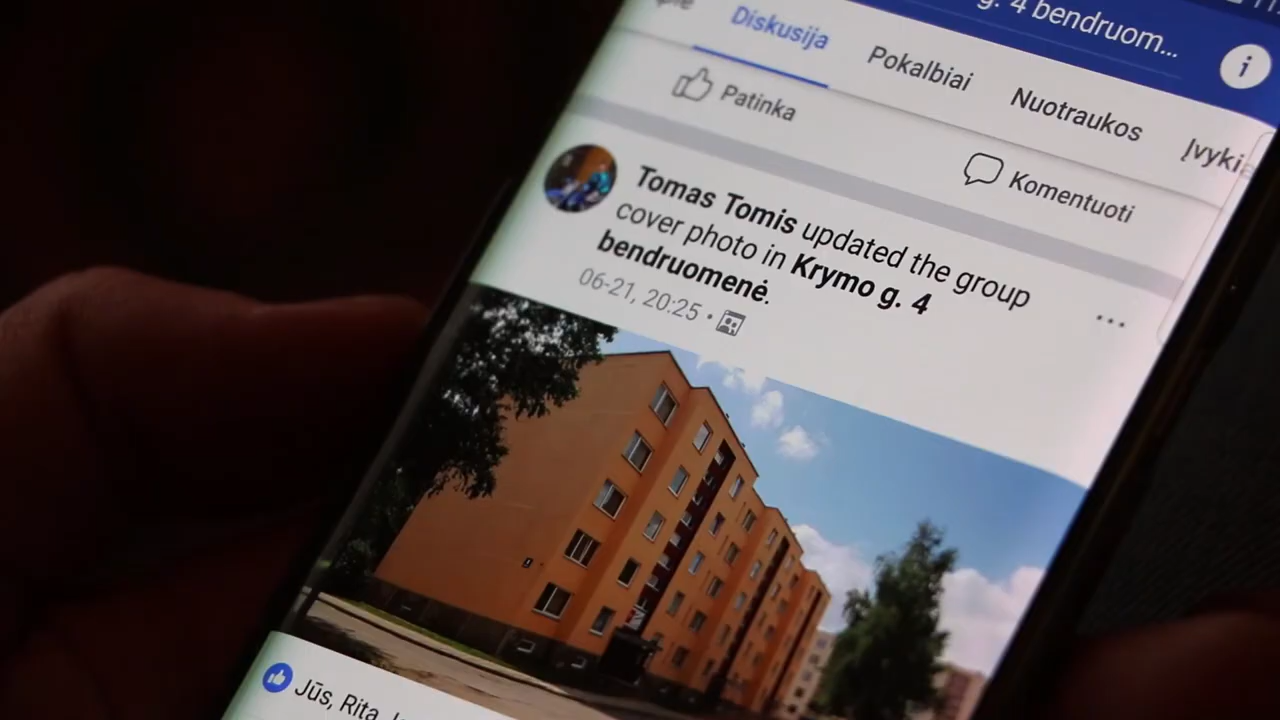 g. 4 bendruom...
Diskusija
Pokalbiai
Nuotraukos
Įvykia
Patinka
Komentuoti
Tomas Tomis updated the group
cover photo in Krymo g. 4
bendruomenė.
06-21, 20:25
Jūs, Rita,